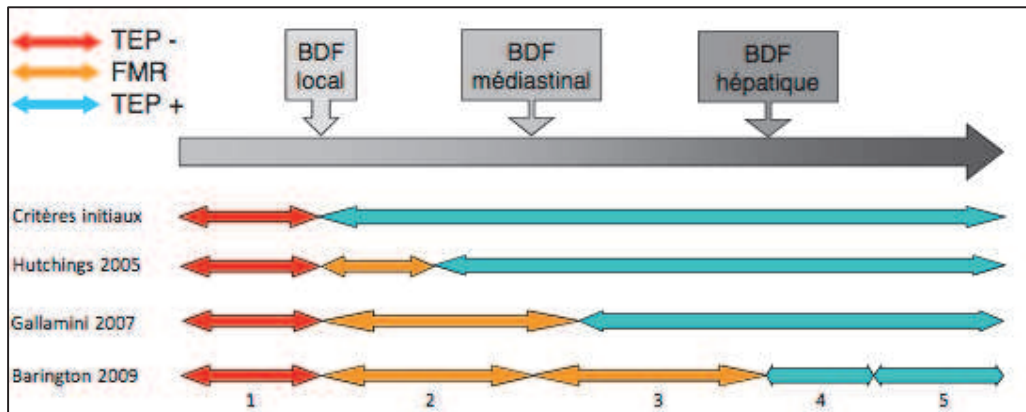 TEP -
FMR
TEP +
BDF
local
BDF
médiastinal
BDF
hépatique
Critères initiaux
Hutchings 2005
Gallamini 2007
Barington 2009
1 2 3 4 5